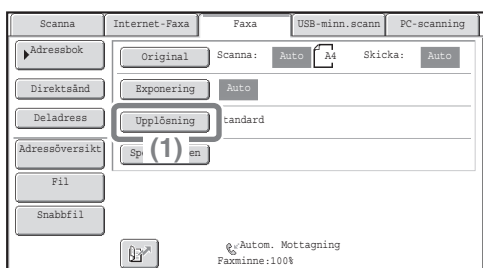 Scanna Internet-Faxa Faxa USB-minn.scann PC-scanning
Adressbok Original Scanna: Auto A4 Skicka: Auto
Direktsänd Exponering Auto
Deladress Upplösning tandard
Adressöversikt (1)
Fil
Snabbfil
Autom. Mottagning
Faxminne:100%